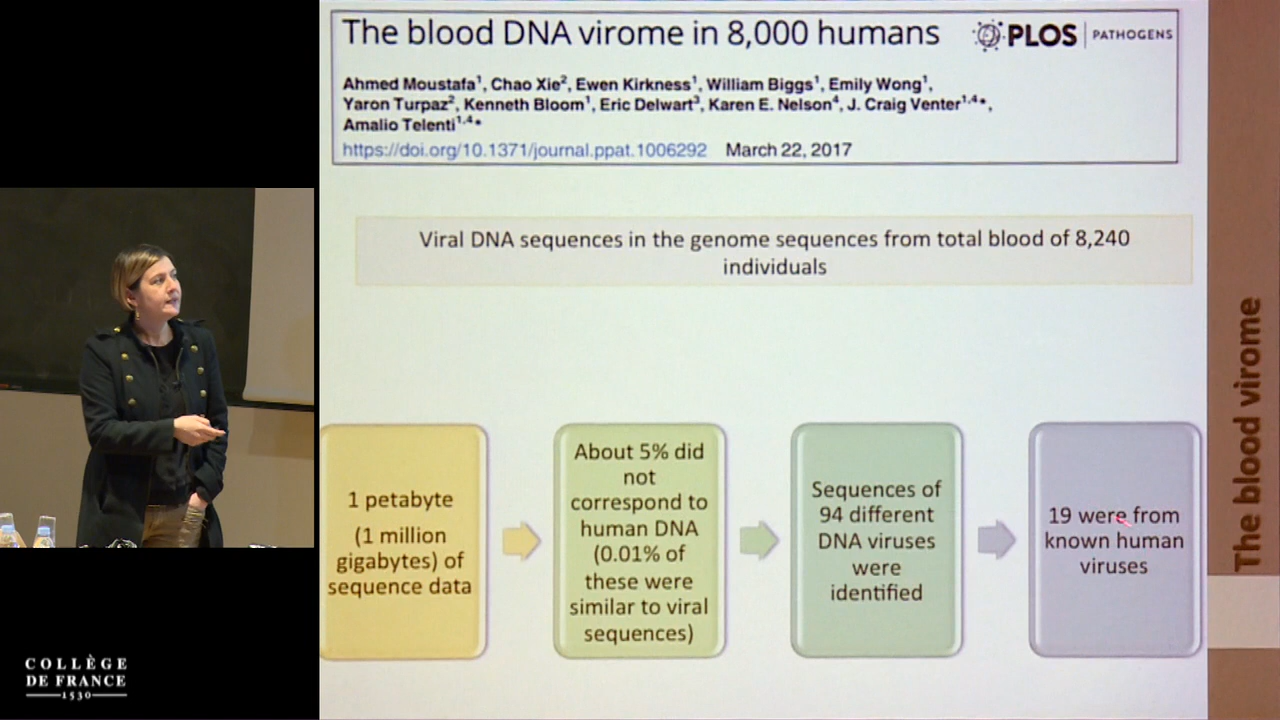 The blood DNA virome in 8,000 humans
PLOS | PATHOGENS
Ahmed Moustafa¹, Chao Xie², Ewen Kirkness¹, William Biggs¹, Emily Wong¹,
Yaron Turpaz², Kenneth Bloom¹, Eric Delwart³, Karen E. Nelson⁴, J. Craig Venter¹,⁴*,
Amalio Telenti¹,⁴*
https://doi.org/10.1371/journal.ppat.1006292 March 22, 2017
Viral DNA sequences in the genome sequences from total blood of 8,240
individuals
1 petabyte
(1 million
gigabytes) of
sequence data
About 5% did
not
correspond to
human DNA
(0.01% of
these were
similar to viral
sequences)
Sequences of
94 different
DNA viruses
were
identified
19 were from
known human
viruses
The blood virome
COLLÈGE
DE FRANCE
1530